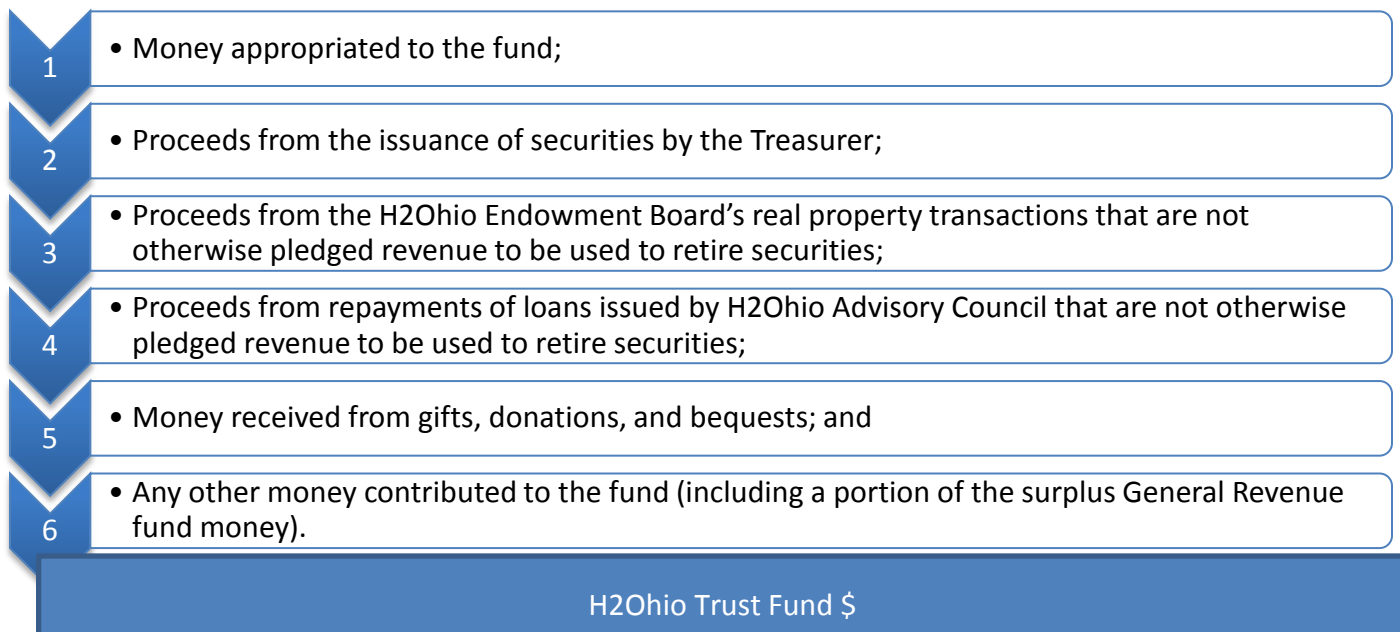 1
• Money appropriated to the fund;
2
• Proceeds from the issuance of securities by the Treasurer;
3
• Proceeds from the H2Ohio Endowment Board’s real property transactions that are not
otherwise pledged revenue to be used to retire securities;
4
• Proceeds from repayments of loans issued by H2Ohio Advisory Council that are not otherwise
pledged revenue to be used to retire securities;
5
• Money received from gifts, donations, and bequests; and
6
• Any other money contributed to the fund (including a portion of the surplus General Revenue
fund money).
H2Ohio Trust Fund $